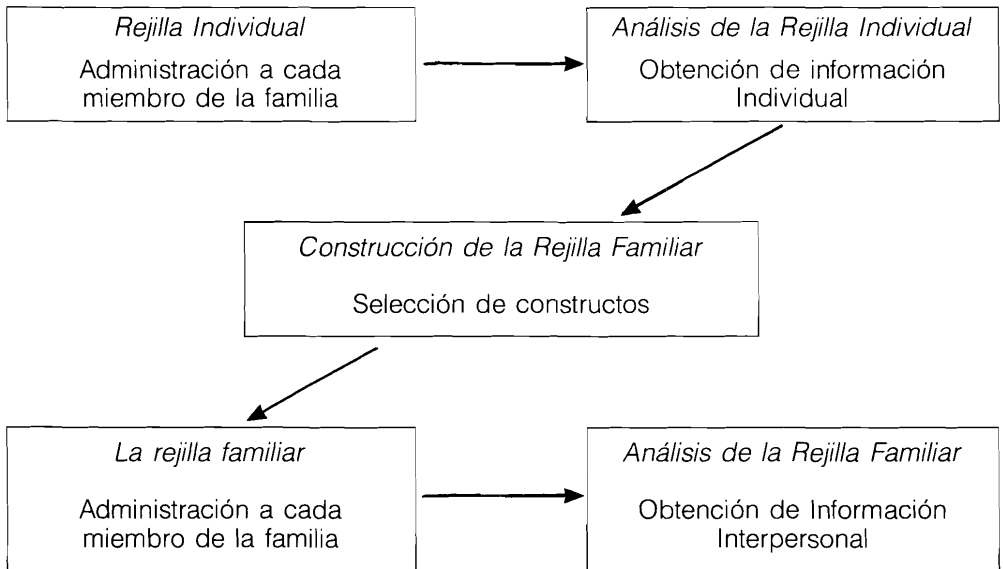 Rejilla Individual
Administración a cada
miembro de la familia
Análisis de la Rejilla Individual
Obtención de información
Individual
Construcción de la Rejilla Familiar
Selección de constructos
La rejilla familiar
Administración a cada
miembro de la familia
Análisis de la Rejilla Familiar
Obtención de Información
Interpersonal